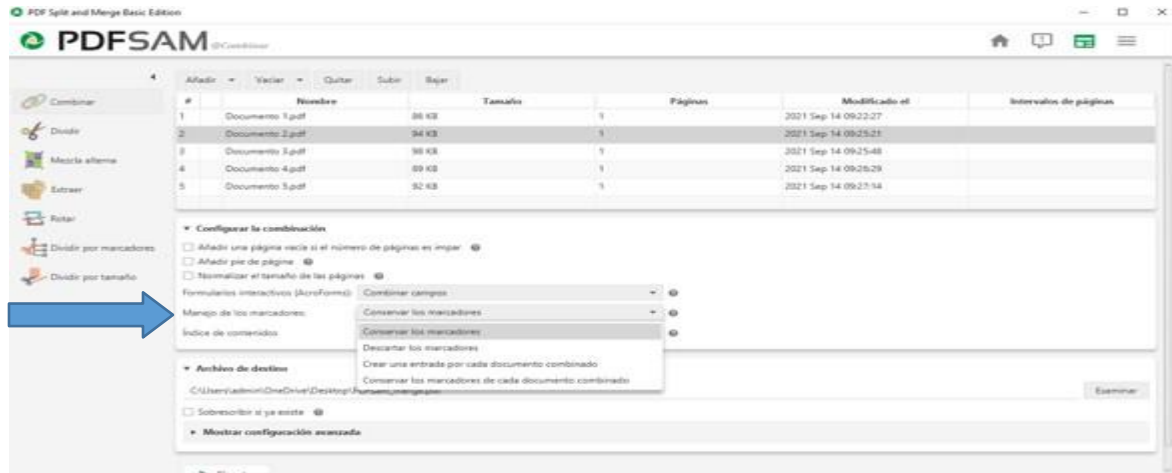 PDF Split and Merge Basic Edition
PDFSAM @Combinar
Añadir Vaciar Quitar Subir Bajar
Combinar
Dividir
Mezcla alterna
Extraer
Rotar
Dividir por marcadores
Dividir por tamaño
# Nombre Tamaño Páginas Modificado el Intervalos de páginas
1 Documento 1.pdf 86 KB 1 2021 Sep 14 09:22:27
2 Documento 2.pdf 94 KB 1 2021 Sep 14 09:25:21
3 Documento 3.pdf 98 KB 1 2021 Sep 14 09:25:48
4 Documento 4.pdf 89 KB 1 2021 Sep 14 09:26:29
5 Documento 5.pdf 92 KB 1 2021 Sep 14 09:27:14
Configurar la combinación
Añadir una página vacía si el número de páginas es impar
Añadir pie de página
Normalizar el tamaño de las páginas
Formularios interactivos (AcroForms): Combinar campos
Manejo de los marcadores: Conservar los marcadores
Índice de contenidos
Conservar los marcadores
Descartar los marcadores
Crear una entrada por cada documento combinado
Conservar los marcadores de cada documento combinado
Archivo de destino
C:\Users\admin\OneDrive\Desktop\PDFsam_merge.pdf
Examinar
Sobrescribir si ya existe
Mostrar configuración avanzada